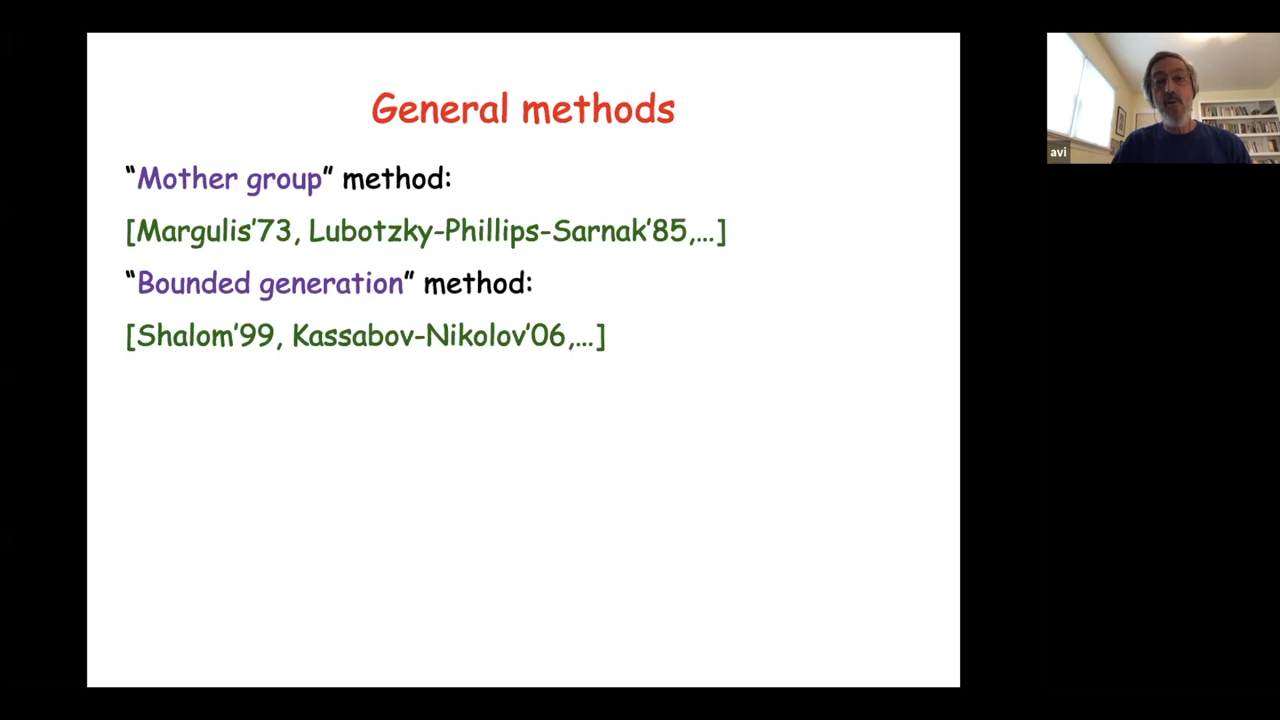 General methods
“Mother group” method:
[Margulis’73, Lubotzky-Phillips-Sarnak’85,…]
“Bounded generation” method:
[Shalom’99, Kassabov-Nikolov’06,…]
avi